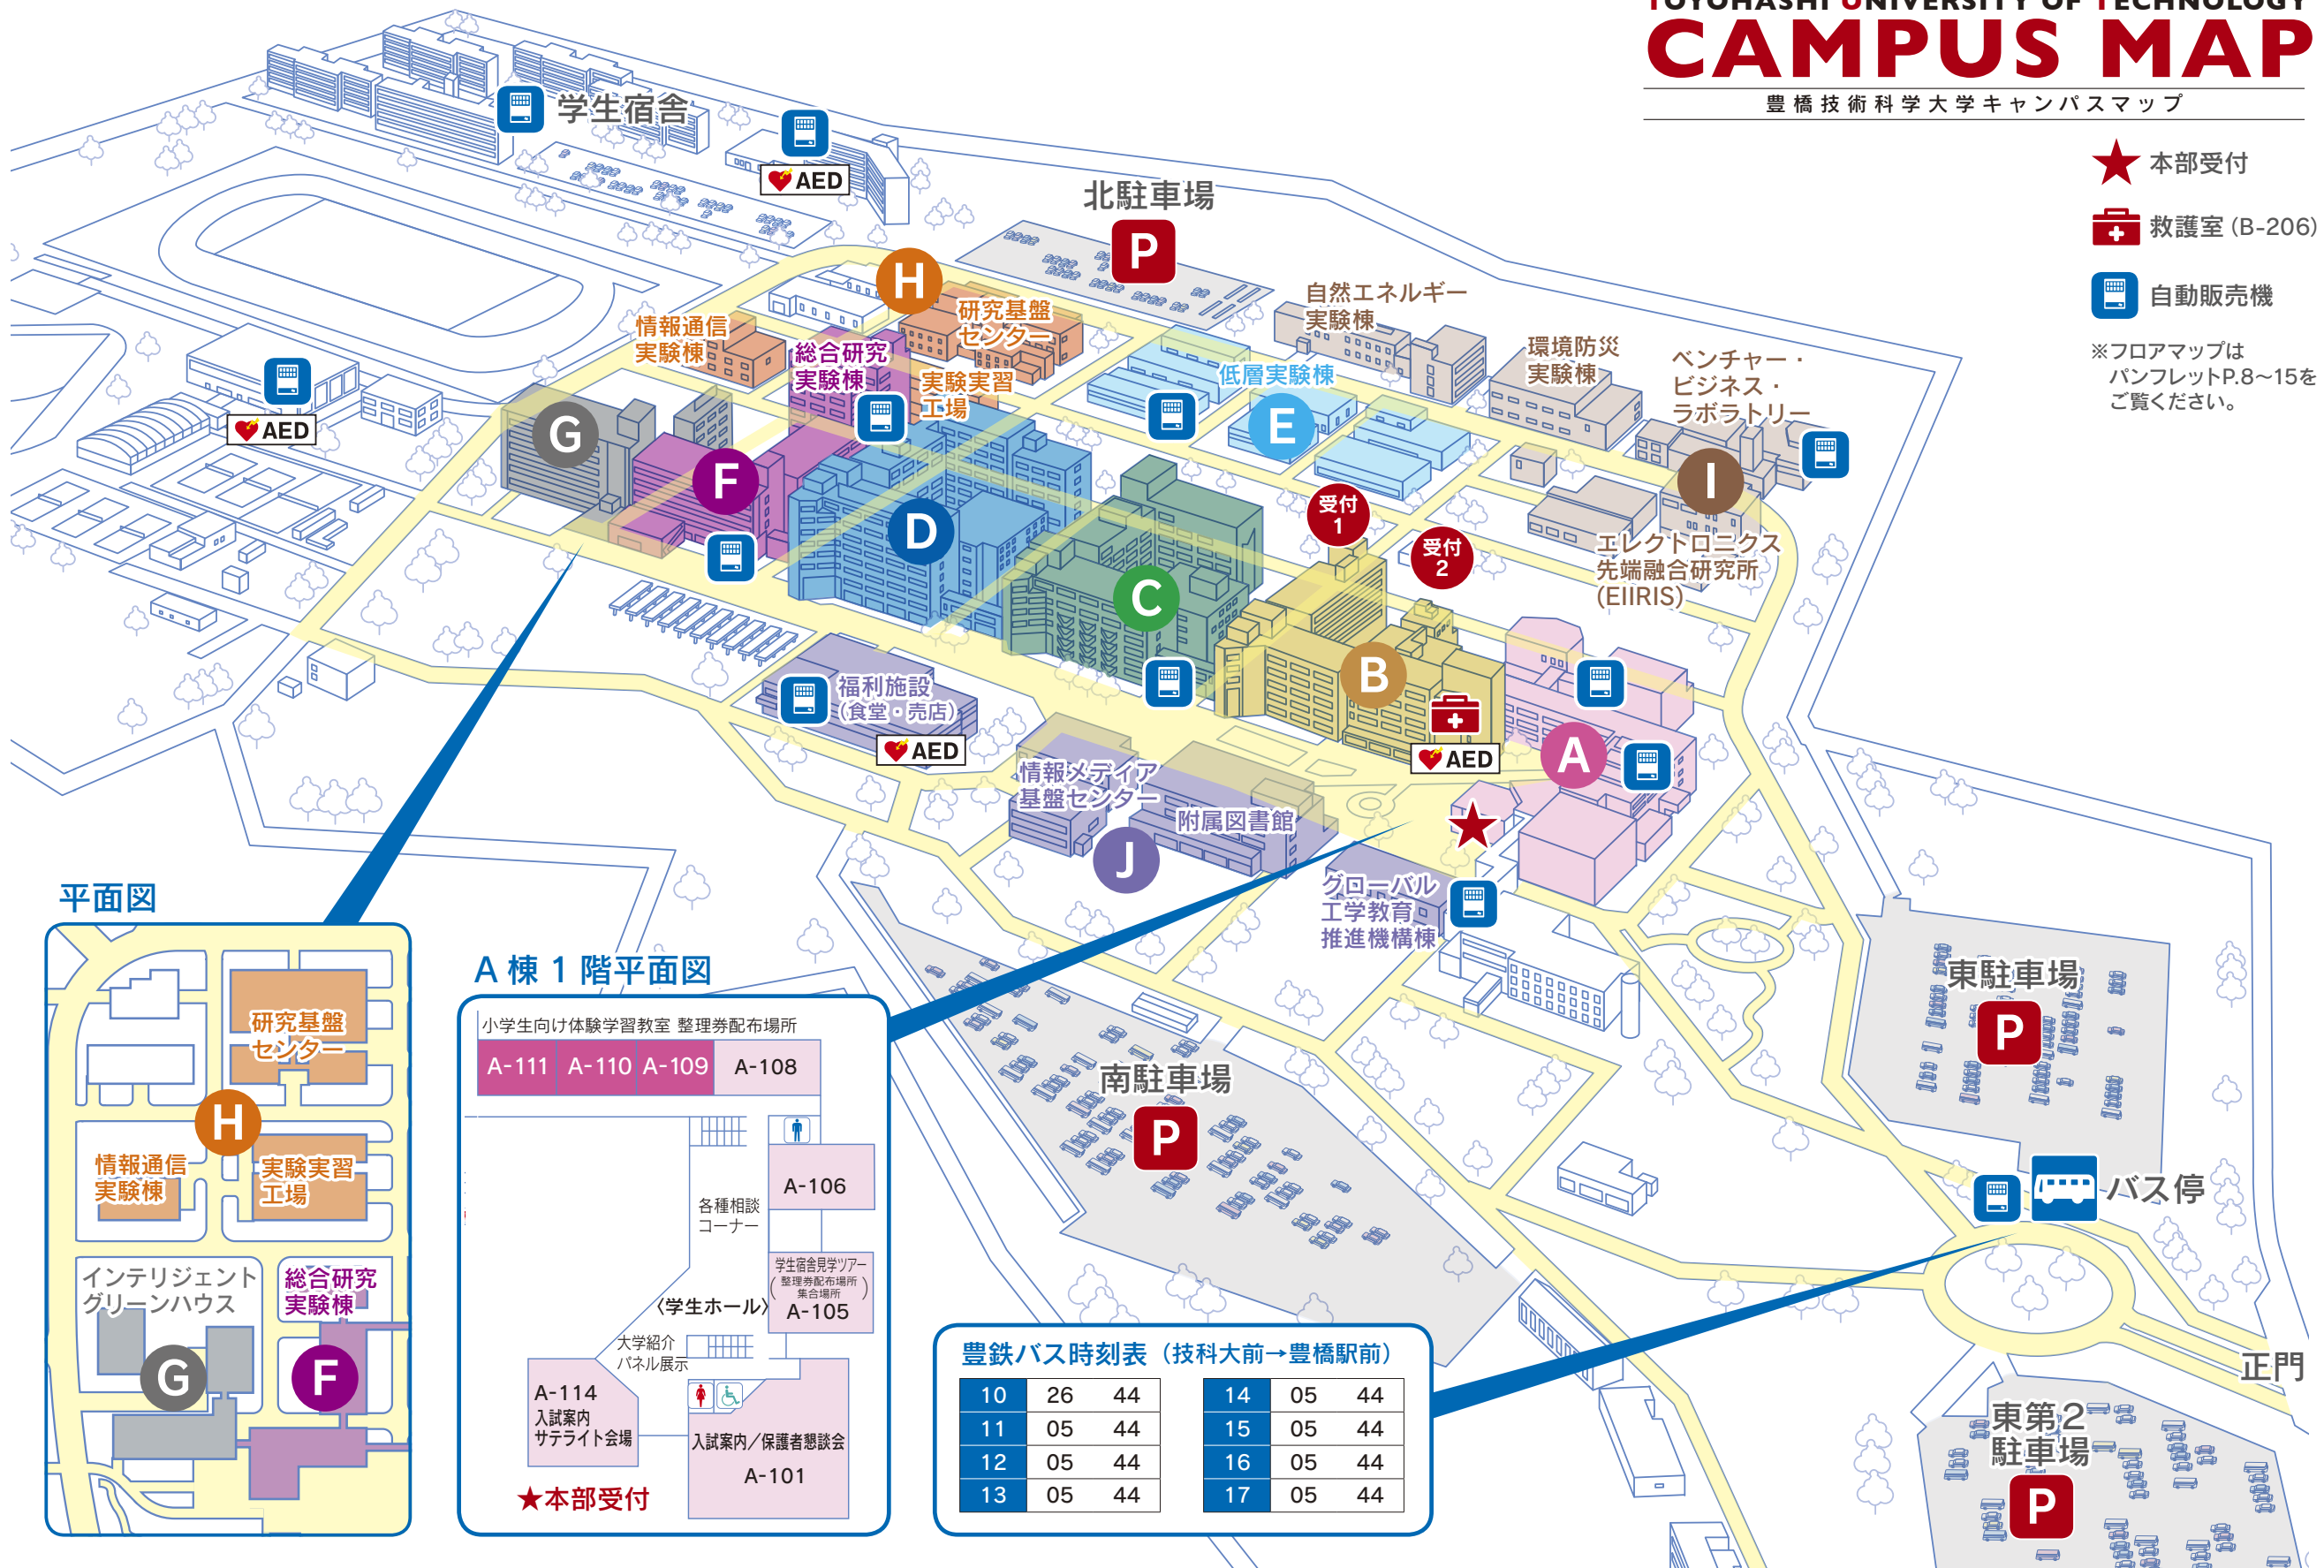 TOYOHASHI UNIVERSITY OF TECHNOLOGY
CAMPUS MAP
豊橋技術科学大学キャンパスマップ
本部受付
救護室 (B-206)
自動販売機
※フロアマップは
パンフレットP.8〜15を
ご覧ください。
学生宿舎
AED
北駐車場
P
H
研究基盤
センター
情報通信
実験棟
総合研究
実験棟
実験実習
工場
自然エネルギー
実験棟
環境防災
実験棟
ベンチャー・
ビジネス・
ラボラトリー
低層実験棟
E
AED
G
F
D
C
I
受付
1
受付
2
エレクトロニクス
先端融合研究所
(EIIRIS)
B
AED
A
福利施設
(食堂・売店)
AED
情報メディア
基盤センター
附属図書館
J
グローバル
工学教育
推進機構棟
東駐車場
P
南駐車場
P
バス停
正門
東第2
駐車場
P
平面図
研究基盤
センター
H
情報通信
実験棟
実験実習
工場
インテリジェント
グリーンハウス
総合研究
実験棟
G
F
A 棟 1 階平面図
小学生向け体験学習教室 整理券配布場所
A-111 A-110 A-109 A-108
A-106
各種相談
コーナー
学生宿舎見学ツアー
(整理券配布場所
集合場所)
A-105
〈学生ホール〉
大学紹介
パネル展示
A-114
入試案内
サテライト会場
入試案内／保護者懇談会
A-101
★本部受付
豊鉄バス時刻表（技科大前→豊橋駅前）
10 26 44 14 05 44
11 05 44 15 05 44
12 05 44 16 05 44
13 05 44 17 05 44